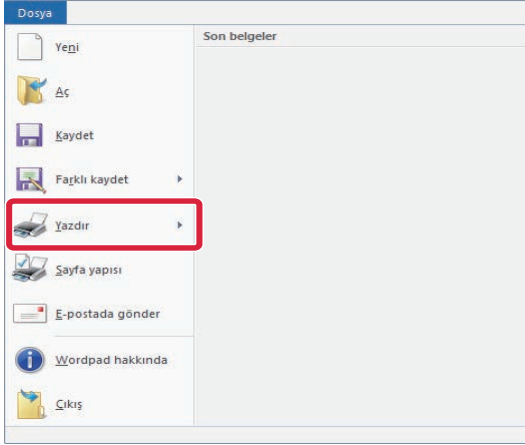 Dosya
Son belgeler
Yeni
Aç
Kaydet
Farklı kaydet
Yazdır
Sayfa yapısı
E-postada gönder
Wordpad hakkında
Çıkış